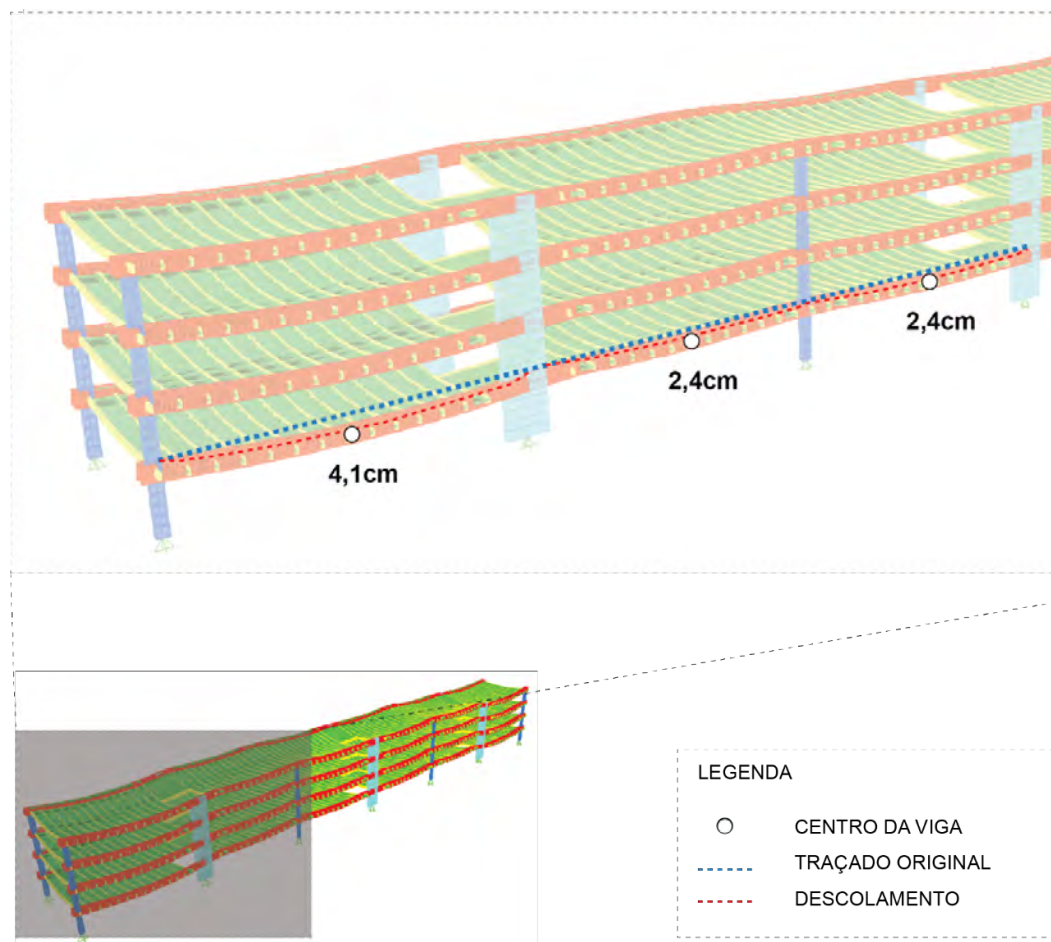 2,4cm
2,4cm
4,1cm
LEGENDA
CENTRO DA VIGA
TRAÇADO ORIGINAL
DESCOLAMENTO